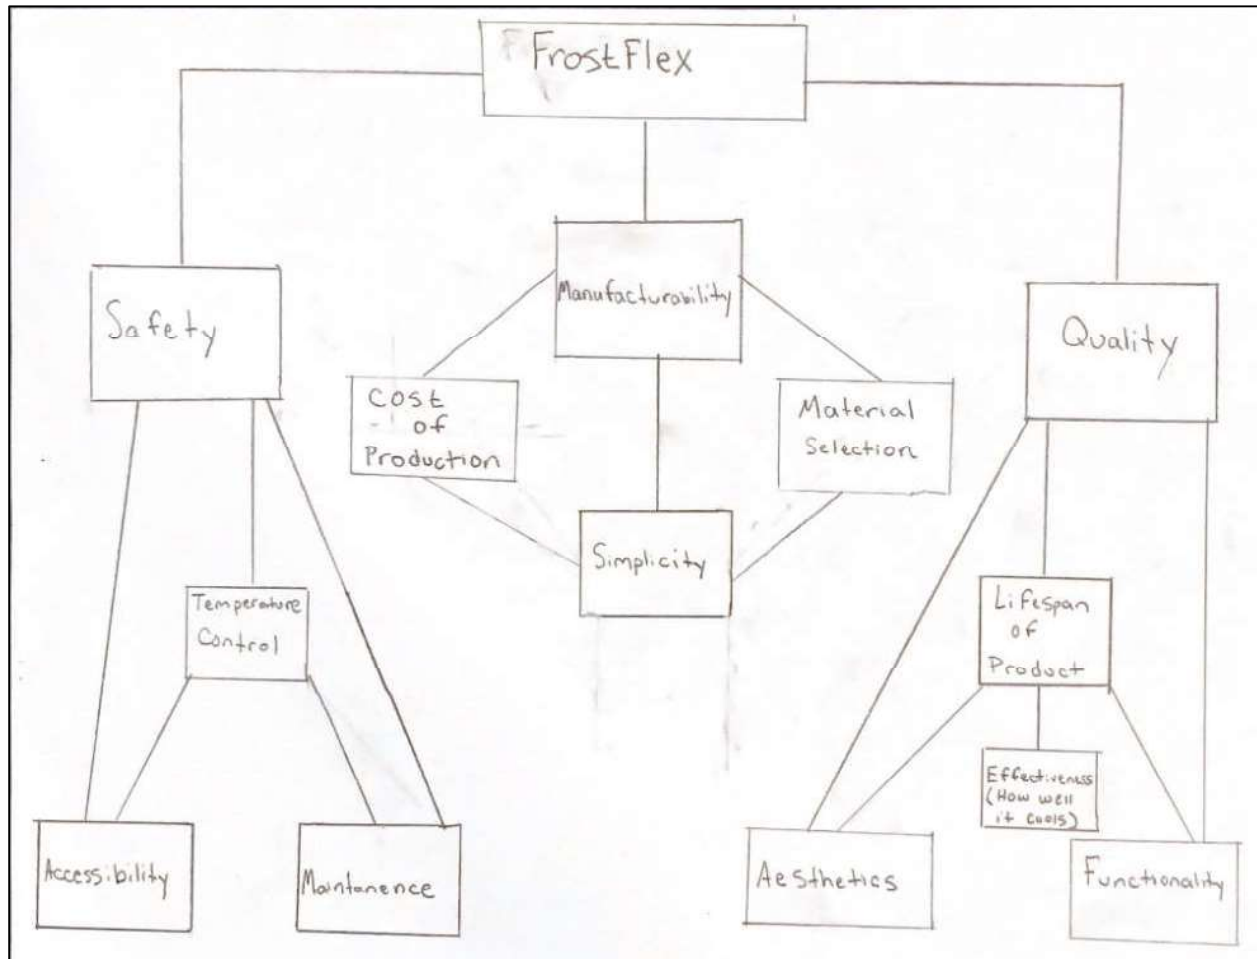 FrostFlex
Safety
Manufacturability
Quality
Cost
of
Production
Material
Selection
Simplicity
Temperature
Control
Lifespan
of
Product
Effectiveness
(How well
it cools)
Accessibility
Maintanence
Aesthetics
Functionality